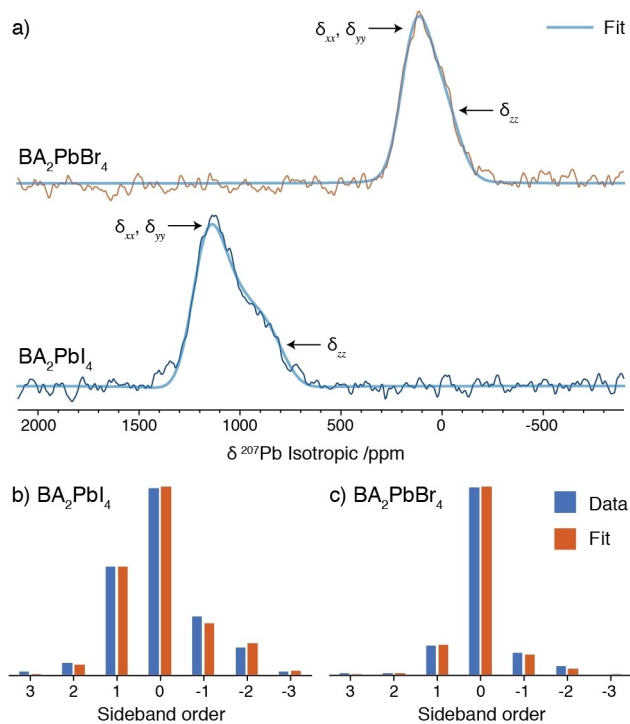 a)
δxx, δyy
Fit
δzz
BA2PbBr4
δxx, δyy
δzz
BA2PbI4
2000 1500 1000 500 0 -500
δ 207Pb Isotropic /ppm
b) BA2PbI4
c) BA2PbBr4
Data
Fit
3 2 1 0 -1 -2 -3
3 2 1 0 -1 -2 -3
Sideband order
Sideband order